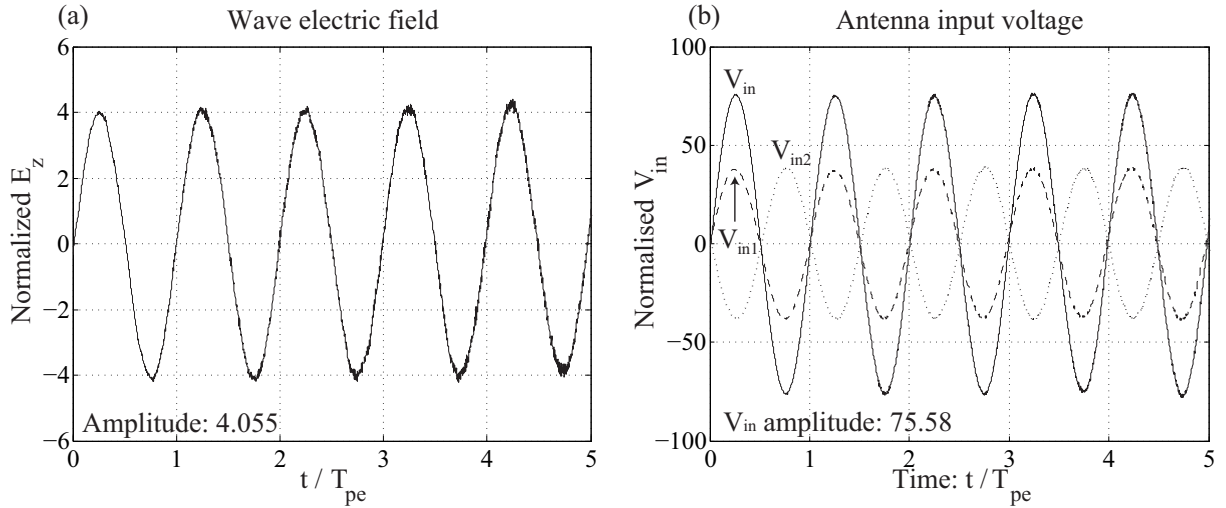 (a)
Wave electric field
6
4
2
0
−2
−4
−6
Normalized E_z
Amplitude: 4.055
0 1 2 3 4 5
t / T_pe
(b)
Antenna input voltage
100
50
0
−50
−100
Normalised V_in
V_in
V_in2
V_in1
V_in amplitude: 75.58
0 1 2 3 4 5
Time: t / T_pe